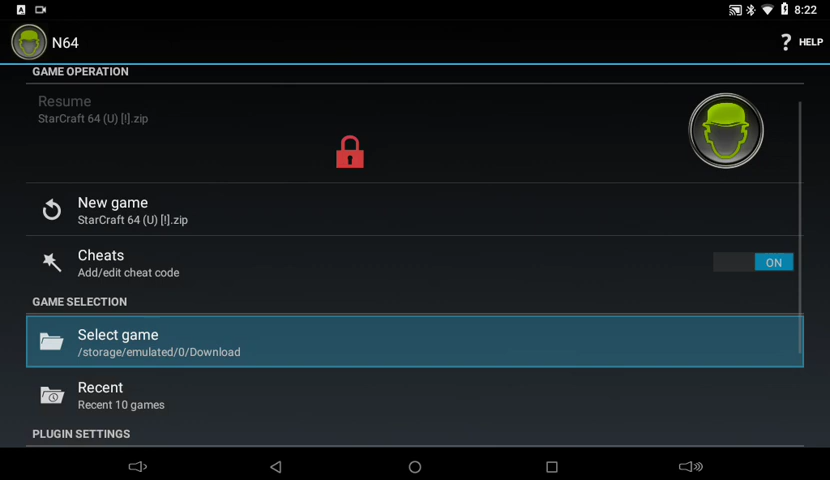 A
8:22
N64
? HELP
GAME OPERATION
Resume
StarCraft 64 (U) [!].zip
New game
StarCraft 64 (U) [!].zip
Cheats
Add/edit cheat code
ON
GAME SELECTION
Select game
/storage/emulated/0/Download
Recent
Recent 10 games
PLUGIN SETTINGS